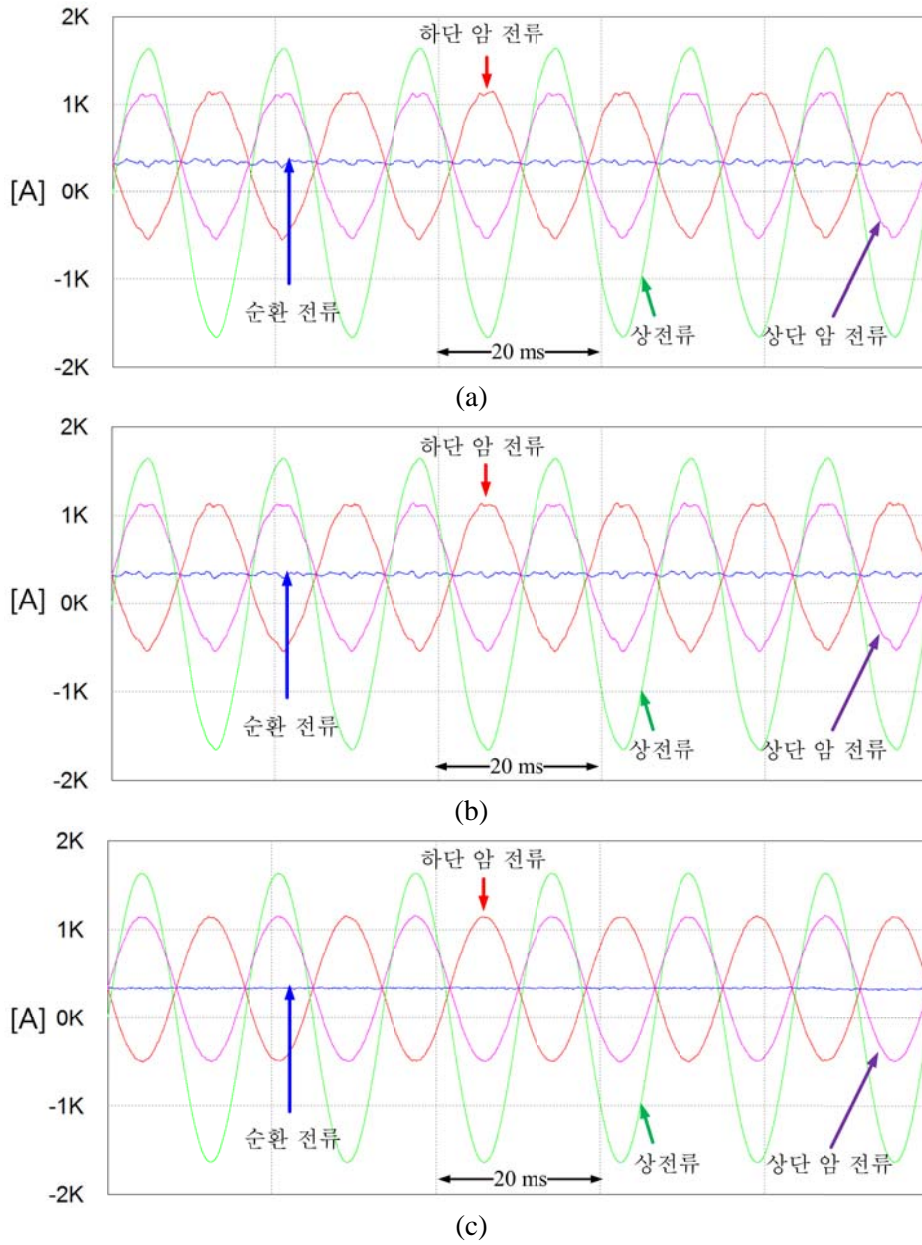 2K
하단 암 전류
1K
[A]
0K
-1K
순환 전류
상전류
상단 암 전류
20 ms
-2K
(a)
2K
하단 암 전류
1K
[A]
0K
-1K
순환 전류
상전류
상단 암 전류
20 ms
-2K
(b)
2K
하단 암 전류
1K
[A]
0K
-1K
순환 전류
상전류
상단 암 전류
20 ms
-2K
(c)